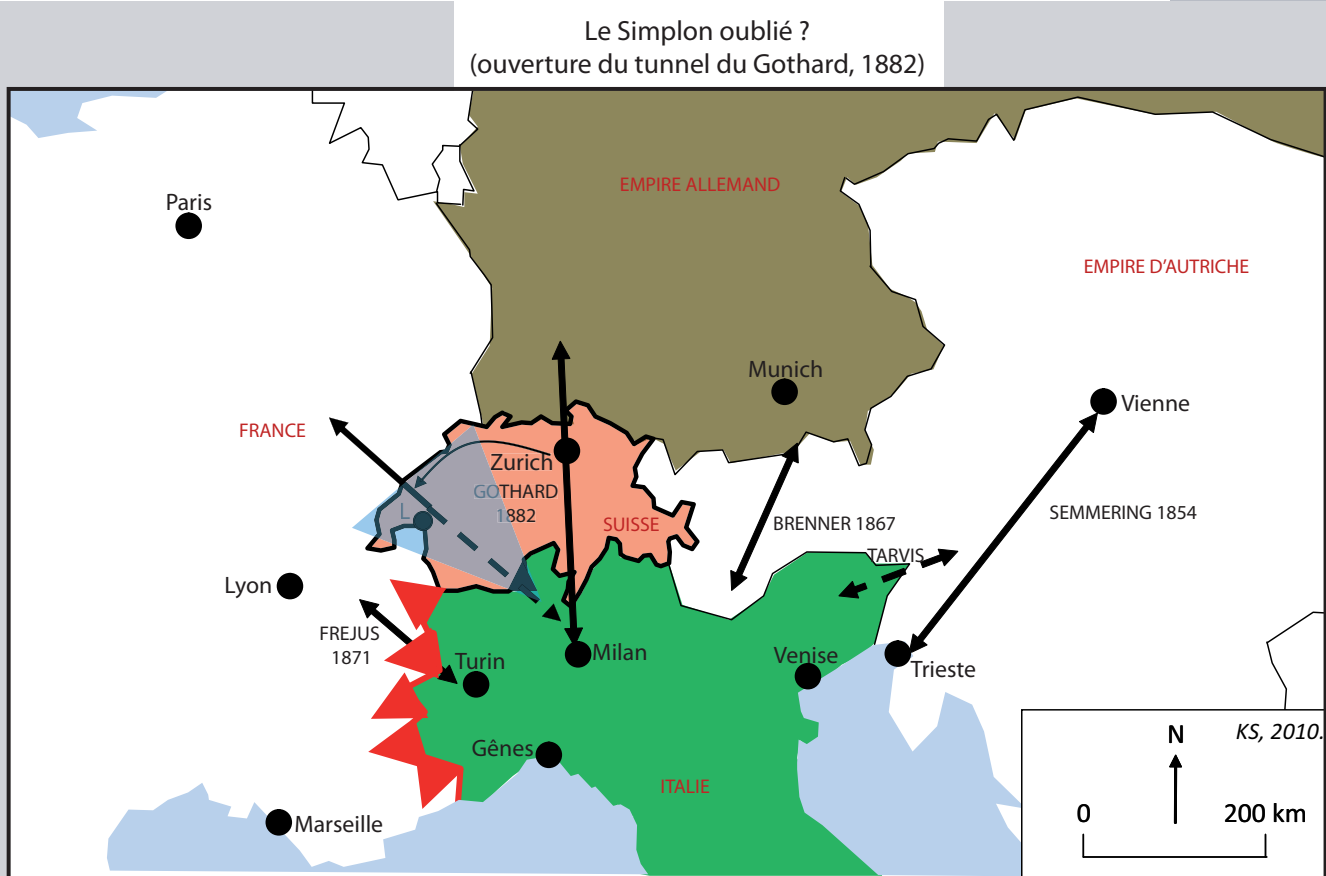 Le Simplon oublié ?
(ouverture du tunnel du Gothard, 1882)
EMPIRE ALLEMAND
Paris
EMPIRE D'AUTRICHE
Munich
Vienne
FRANCE
Zurich
GOTHARD
1882
L
SUISSE
BRENNER 1867
SEMMERING 1854
TARVIS
Lyon
FREJUS
1871
Turin
Milan
Venise
Trieste
Gênes
ITALIE
Marseille
KS, 2010.
N
0 200 km